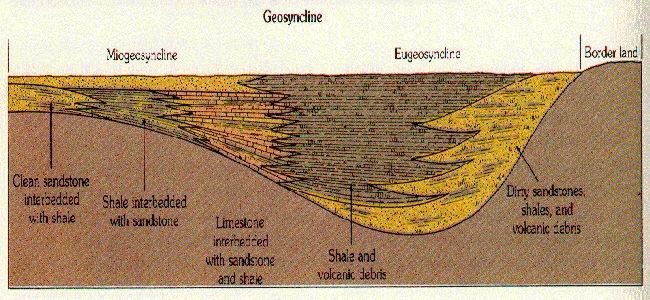 Geosyncline
Miogeosyncline
Eugeosyncline
Border land
Clean sandstone
interbedded
with shale
Shale interbedded
with sandstone
Limestone
interbedded
with sandstone
and shale
Shale and
volcanic debris
Dirty sandstones,
shales, and
volcanic debris